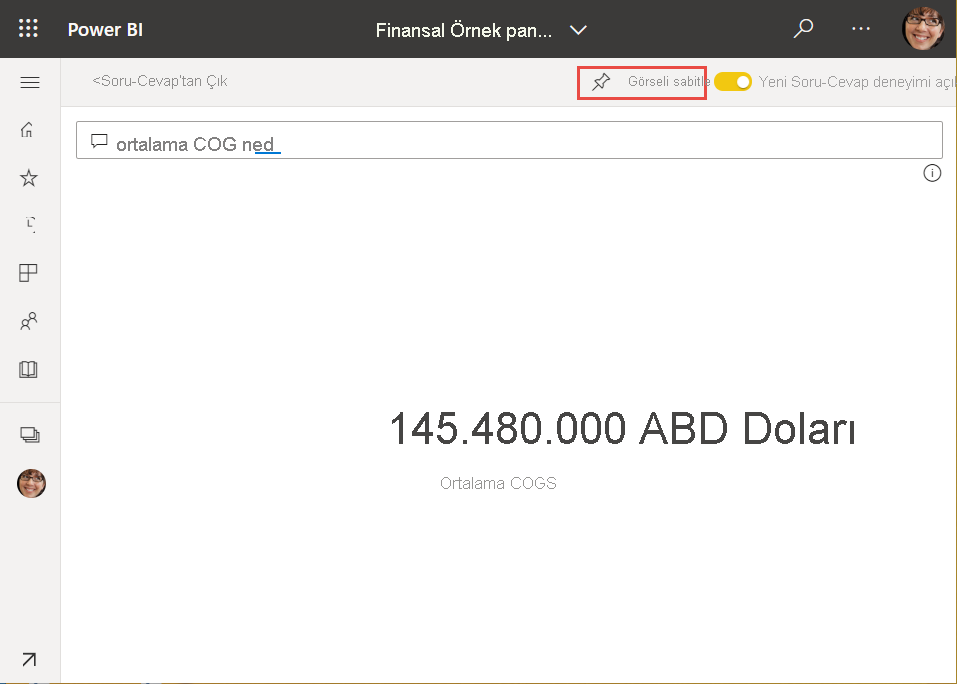 Power BI
Finansal Örnek pan...
<Soru-Cevap'tan Çık
Görseli sabitle
Yeni Soru-Cevap deneyimi açıl
ortalama COG ned
145.480.000 ABD Doları
Ortalama COGS